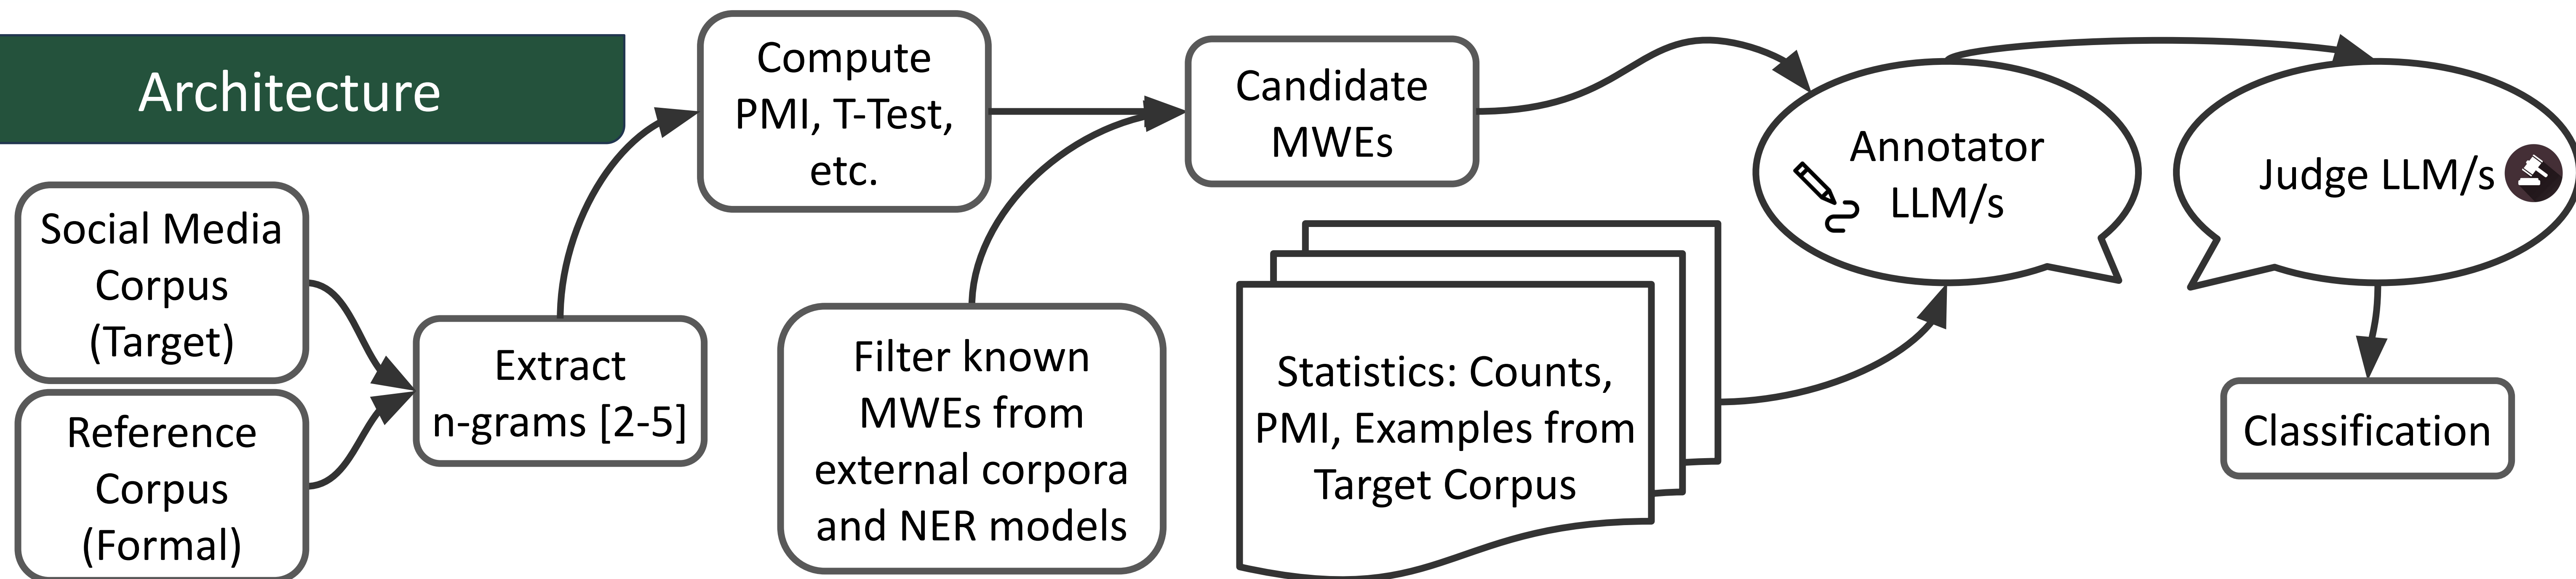 Architecture
Social Media
Corpus
(Target)
Reference
Corpus
(Formal)
Extract
n-grams [2-5]
Compute
PMI, T-Test,
etc.
Filter known
MWEs from
external corpora
and NER models
Candidate
MWEs
Statistics: Counts,
PMI, Examples from
Target Corpus
Annotator
LLM/s
Judge LLM/s
Classification